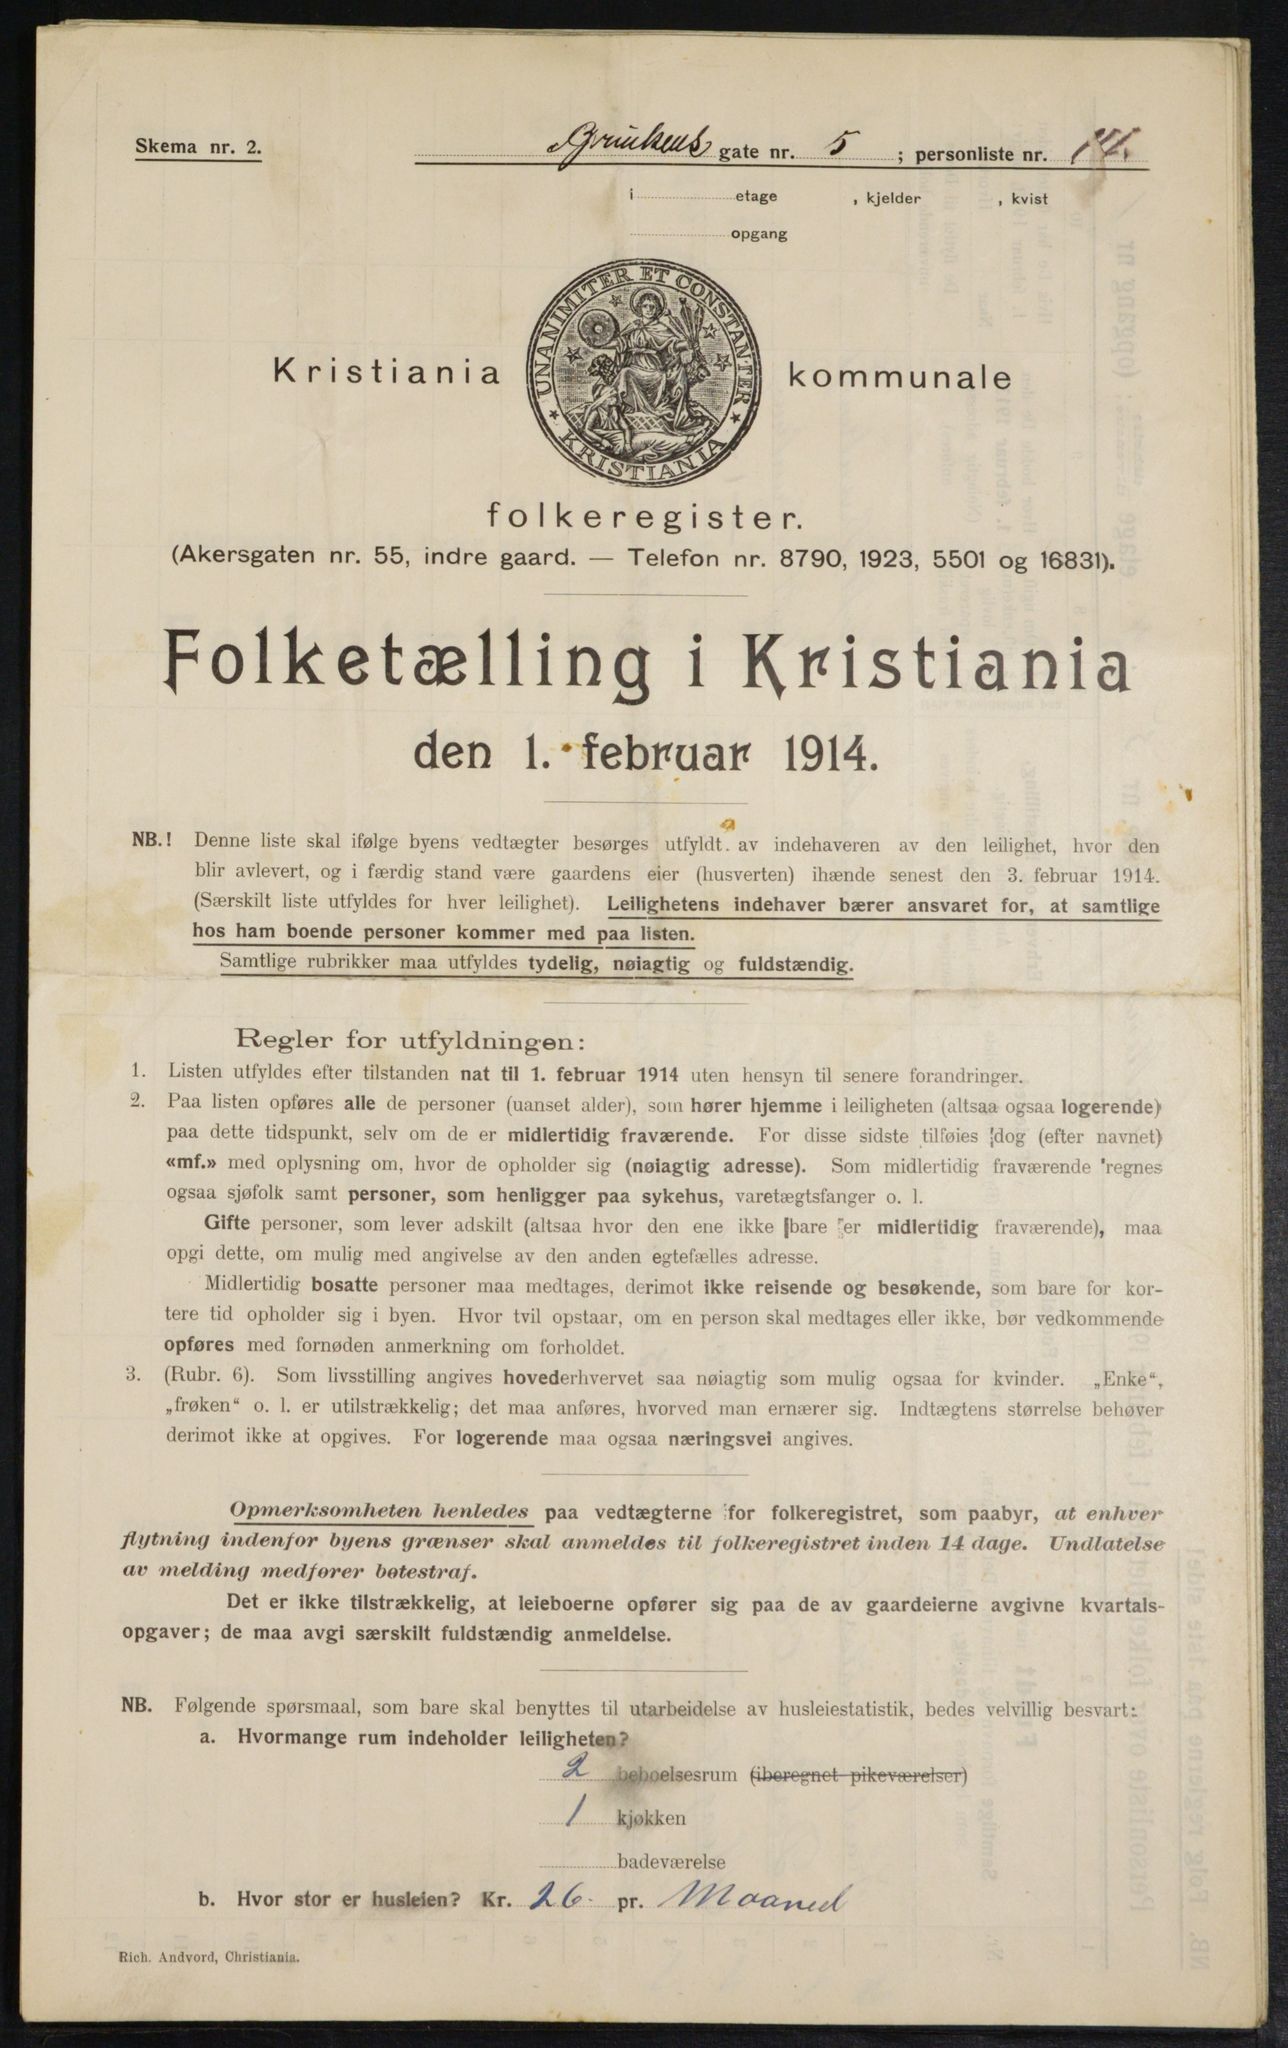 Skema nr. 2.
Grünkens gate nr. 5 ; personliste nr. 14.
i etage , kjelder , kvist
opgang
UNANIMITER ET CONSTANTER
KRISTIANIA
Kristiania kommunale
folkeregister.
(Akersgaten nr. 55, indre gaard. — Telefon nr. 8790, 1923, 5501 og 16831).
Folketælling i Kristiania
den 1. februar 1914.
NB.! Denne liste skal ifølge byens vedtægter besørges utfyldt av indehaveren av den leilighet, hvor den
blir avlevert, og i færdig stand være gaardens eier (husverten) ihænde senest den 3. februar 1914.
(Særskilt liste utfyldes for hver leilighet). Leilighetens indehaver bærer ansvaret for, at samtlige
hos ham boende personer kommer med paa listen.
Samtlige rubrikker maa utfyldes tydelig, nøiagtig og fuldstændig.
Regler for utfyldningen:
1. Listen utfyldes efter tilstanden nat til 1. februar 1914 uten hensyn til senere forandringer.
2. Paa listen opføres alle de personer (uanset alder), som hører hjemme i leiligheten (altsaa ogsaa logerende)
paa dette tidspunkt, selv om de er midlertidig fraværende. For disse sidste tilføies dog (efter navnet)
«mf.» med oplysning om, hvor de opholder sig (nøiagtig adresse). Som midlertidig fraværende regnes
ogsaa sjøfolk samt personer, som henligger paa sykehus, varetægtsfanger o. l.
Gifte personer, som lever adskilt (altsaa hvor den ene ikke bare er midlertidig fraværende), maa
opgi dette, om mulig med angivelse av den anden egtefælles adresse.
Midlertidig bosatte personer maa medtages, derimot ikke reisende og besøkende, som bare for kor-
tere tid opholder sig i byen. Hvor tvil opstaar, om en person skal medtages eller ikke, bør vedkommende
opføres med fornøden anmerkning om forholdet.
3. (Rubr. 6). Som livsstilling angives hovederhvervet saa nøiagtig som mulig ogsaa for kvinder. „Enke“,
„frøken“ o. l. er utilstrækkelig; det maa anføres, hvorved man ernærer sig. Indtægtens størrelse behøver
derimot ikke at opgives. For logerende maa ogsaa næringsvei angives.
Opmerksomheten henledes paa vedtægterne for folkeregistret, som paabyr, at enhver
flytning indenfor byens grænser skal anmeldes til folkeregistret inden 14 dage. Undlatelse
av melding medfører bøtestraf.
Det er ikke tilstrækkelig, at leieboerne opfører sig paa de av gaardeierne avgivne kvartals-
opgaver; de maa avgi særskilt fuldstændig anmeldelse.
NB. Følgende spørsmaal, som bare skal benyttes til utarbeidelse av husleiestatistik, bedes velvillig besvart:
a. Hvormange rum indeholder leiligheten?
2 beboelsesrum (iberegnet pikeværelser)
1 kjøkken
badeværelse
b. Hvor stor er husleien? Kr. 26 pr. Maaned
Rich. Andvord, Christiania.